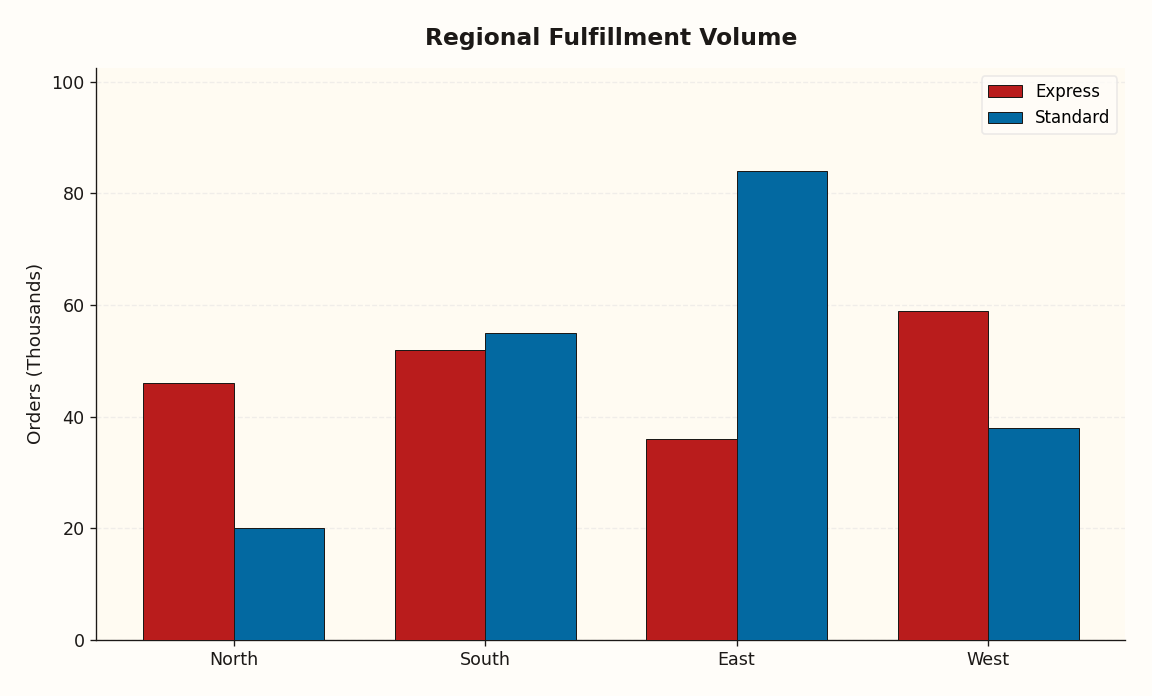 Regional Fulfillment Volume
Express
Standard
Orders (Thousands)
100
80
60
40
20
0
North South East West